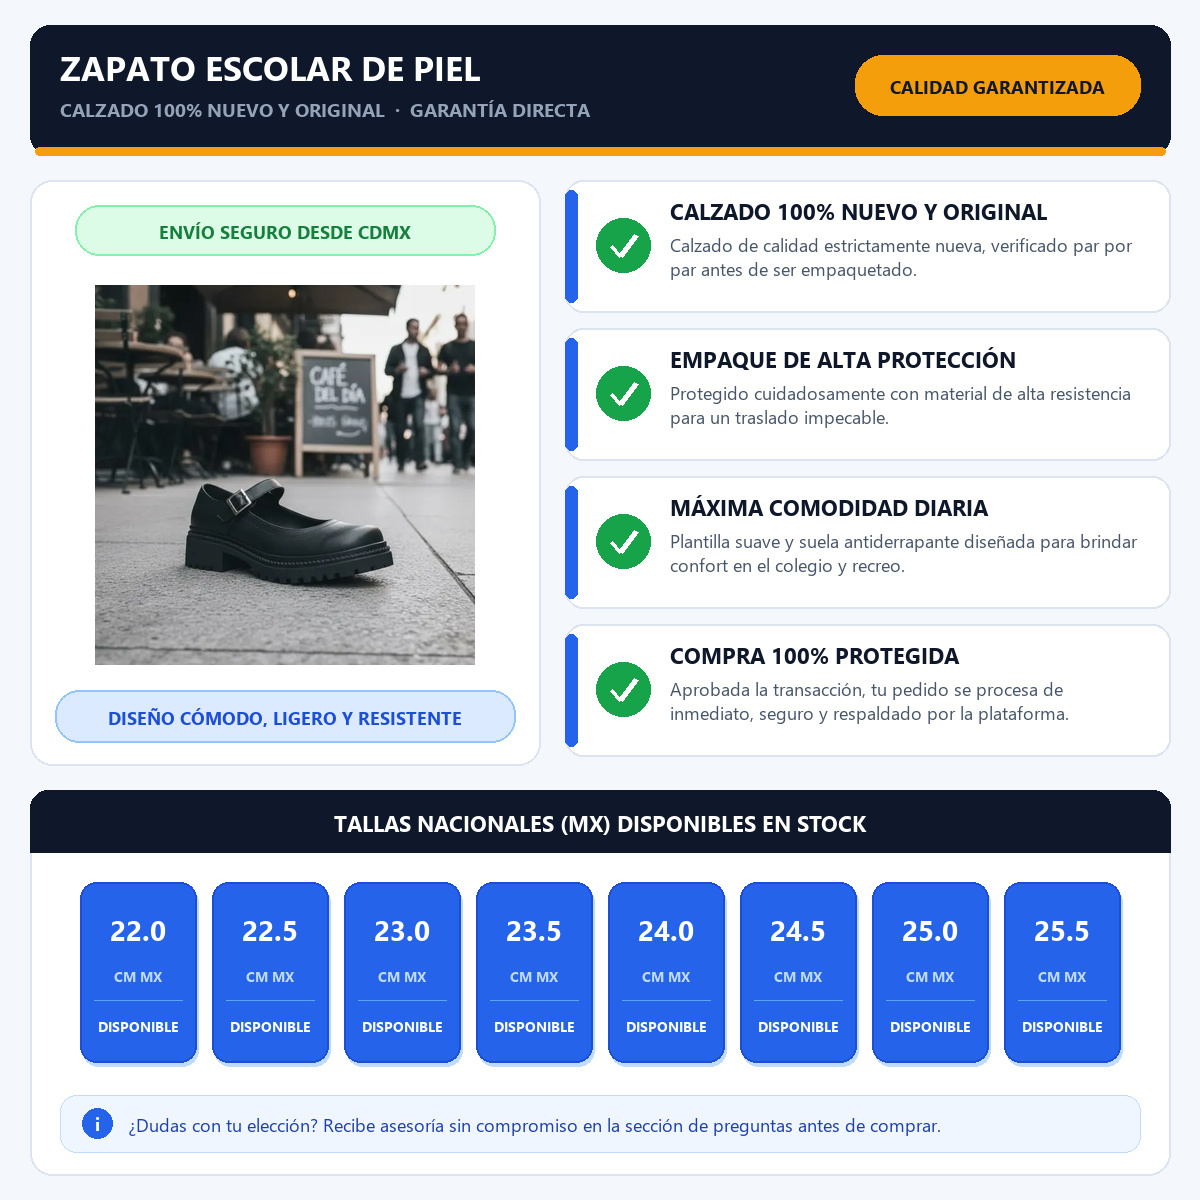 ZAPATO ESCOLAR DE PIEL
CALZADO 100% NUEVO Y ORIGINAL · GARANTÍA DIRECTA
CALIDAD GARANTIZADA
ENVÍO SEGURO DESDE CDMX
CAFÉ
DEL DÍA
DISEÑO CÓMODO, LIGERO Y RESISTENTE
CALZADO 100% NUEVO Y ORIGINAL
Calzado de calidad estrictamente nueva, verificado par por
par antes de ser empaquetado.
EMPAQUE DE ALTA PROTECCIÓN
Protegido cuidadosamente con material de alta resistencia
para un traslado impecable.
MÁXIMA COMODIDAD DIARIA
Plantilla suave y suela antiderrapante diseñada para brindar
confort en el colegio y recreo.
COMPRA 100% PROTEGIDA
Aprobada la transacción, tu pedido se procesa de
inmediato, seguro y respaldado por la plataforma.
TALLAS NACIONALES (MX) DISPONIBLES EN STOCK
22.0
CM MX
DISPONIBLE
22.5
CM MX
DISPONIBLE
23.0
CM MX
DISPONIBLE
23.5
CM MX
DISPONIBLE
24.0
CM MX
DISPONIBLE
24.5
CM MX
DISPONIBLE
25.0
CM MX
DISPONIBLE
25.5
CM MX
DISPONIBLE
i
¿Dudas con tu elección? Recibe asesoría sin compromiso en la sección de preguntas antes de comprar.